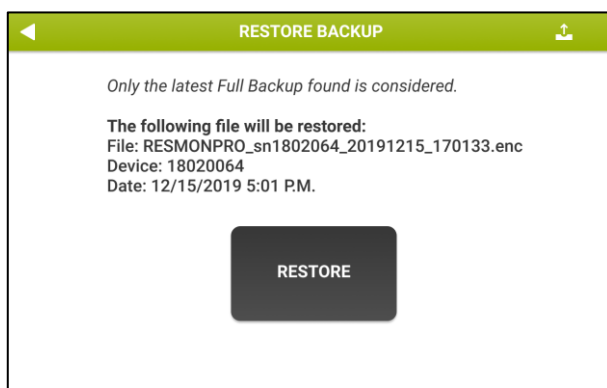 RESTORE BACKUP
Only the latest Full Backup found is considered.
The following file will be restored:
File: RESMONPRO_sn1802064_20191215_170133.enc
Device: 18020064
Date: 12/15/2019 5:01 P.M.
RESTORE